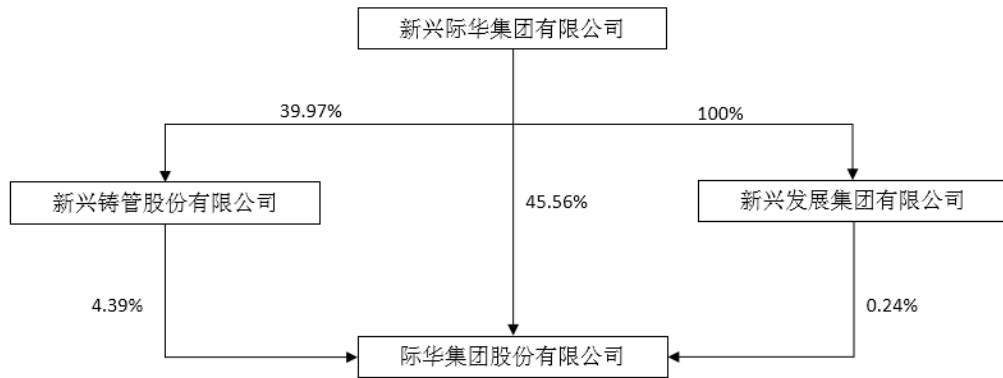 新兴际华集团有限公司
39.97%
100%
新兴铸管股份有限公司
45.56%
新兴发展集团有限公司
4.39%
0.24%
际华集团股份有限公司